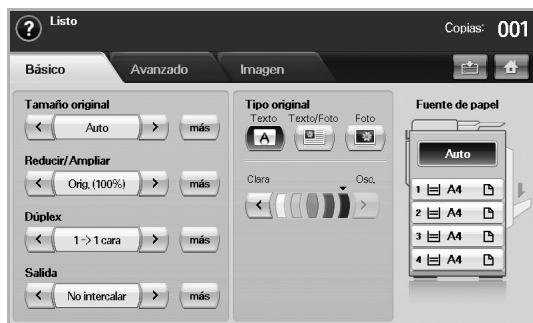 ? Listo
Copias: 001
Básico Avanzado Imagen
Tamaño original
Auto más
Reducir/Ampliar
Orig. (100%) más
Dúplex
1 -> 1 cara más
Salida
No intercalar más
Tipo original
Texto Texto/Foto Foto
A
Clara Osc.
Fuente de papel
Auto
1 A4
2 A4
3 A4
4 A4